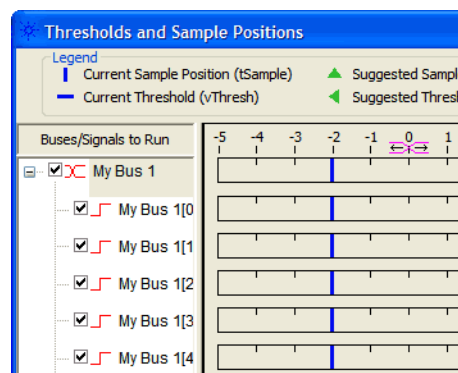 Thresholds and Sample Positions
Legend
Current Sample Position (tSample)
Suggested Sampl
Current Threshold (vThresh)
Suggested Thresh
Buses/Signals to Run
-5 -4 -3 -2 -1 0 1
My Bus 1
My Bus 1[0
My Bus 1[1
My Bus 1[2
My Bus 1[3
My Bus 1[4